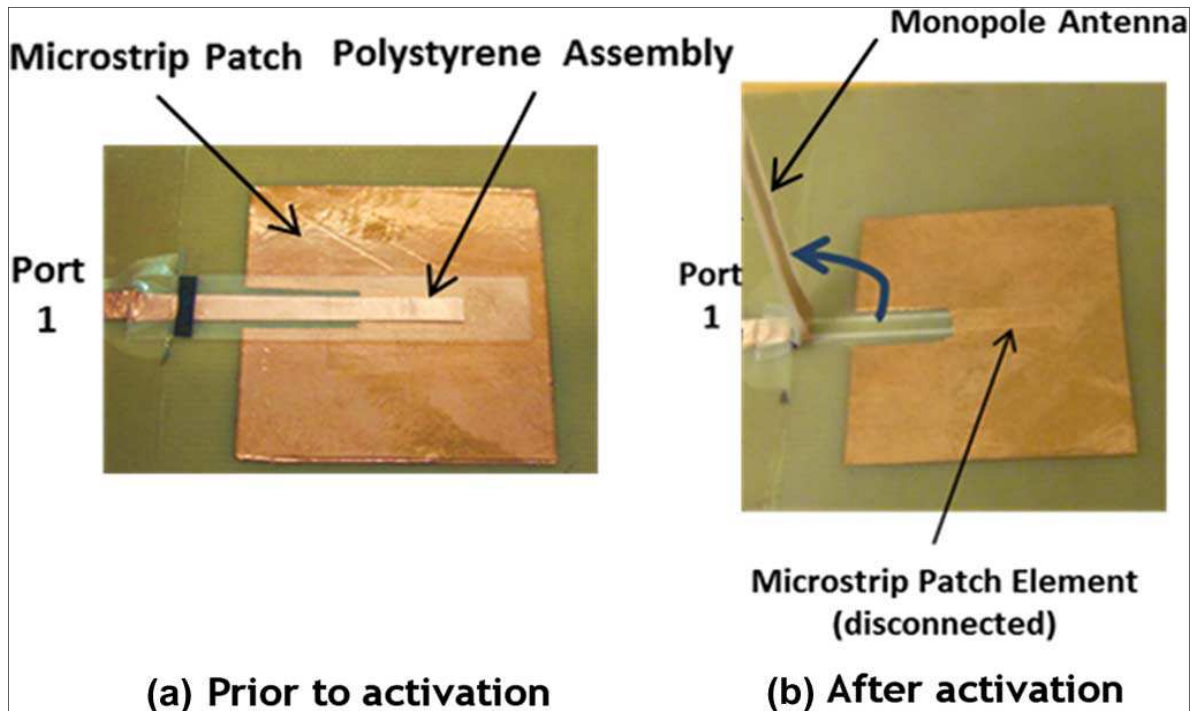 Microstrip Patch
Polystyrene Assembly
Port
1
(a) Prior to activation
Monopole Antenna
Port
1
Microstrip Patch Element
(disconnected)
(b) After activation